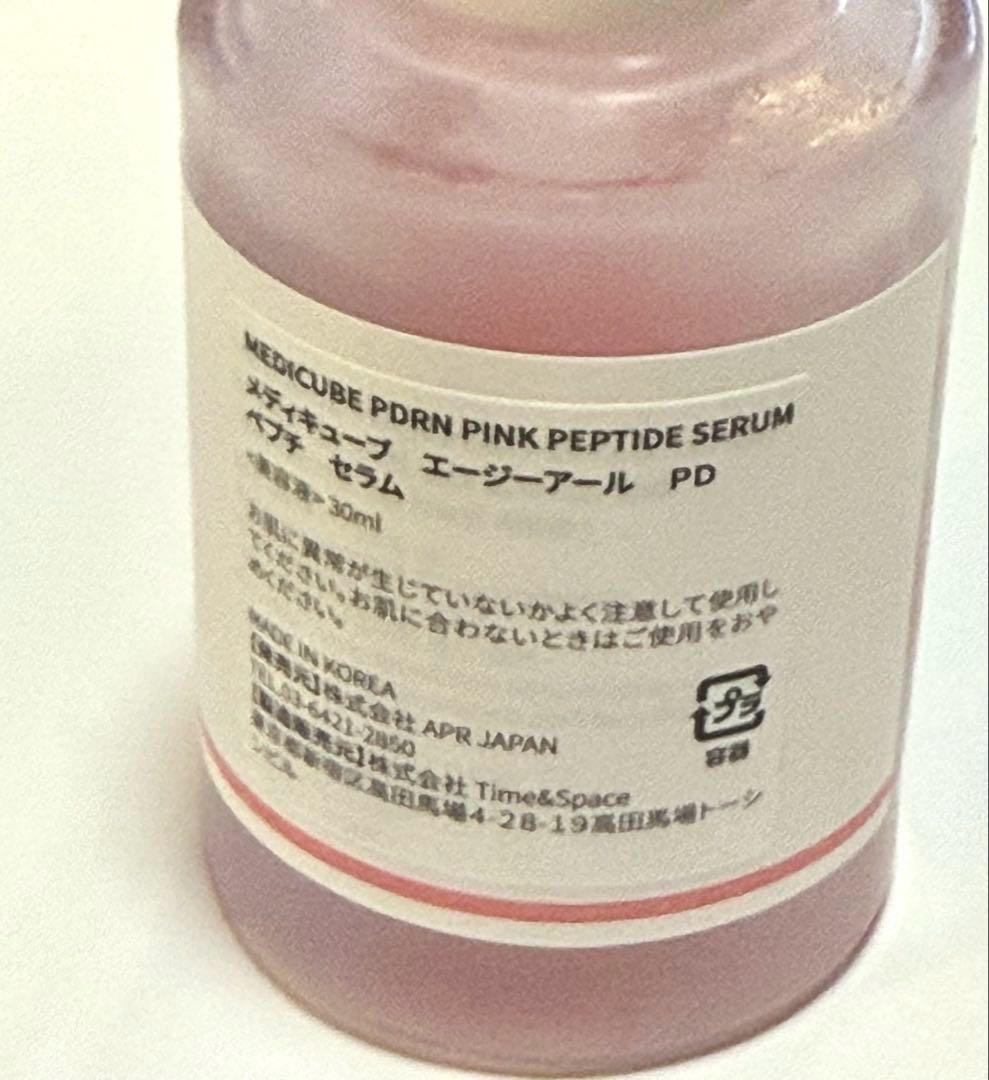 MEDICUBE PDRN PINK PEPTIDE SERUM
メディキューブ エージーアール PD
ペプチ セラム
<美容液> 30ml
お肌に異常が生じていないかよく注意して使用し
てください。お肌に合わないときはご使用をおや
めください。
MADE IN KOREA
【発売元】株式会社 APR JAPAN
TEL.03-6421-2850
【製造販売元】株式会社 Time&Space
東京都新宿区高田馬場4-28-19高田馬場トーシ
ンビル
プラ
容器